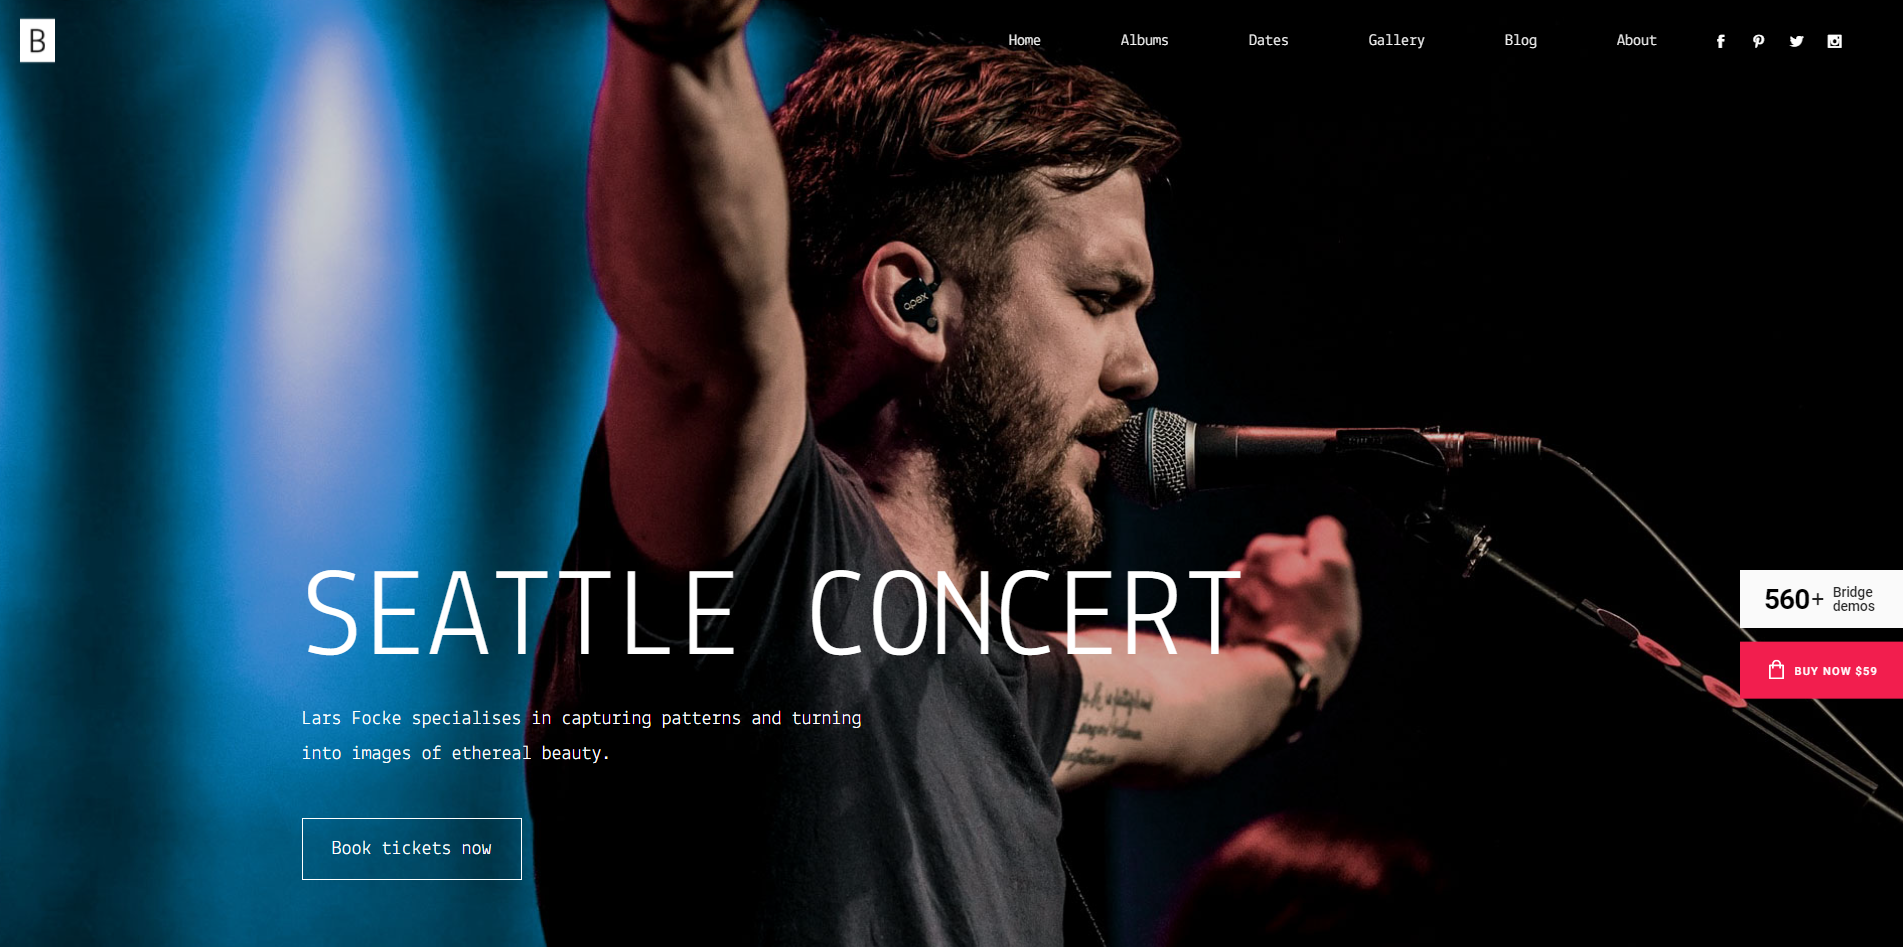 B
Home Albums Dates Gallery Blog About
apex
SEATTLE CONCERT
560+ Bridge demos
BUY NOW $59
Lars Focke specialises in capturing patterns and turning
into images of ethereal beauty.
Book tickets now